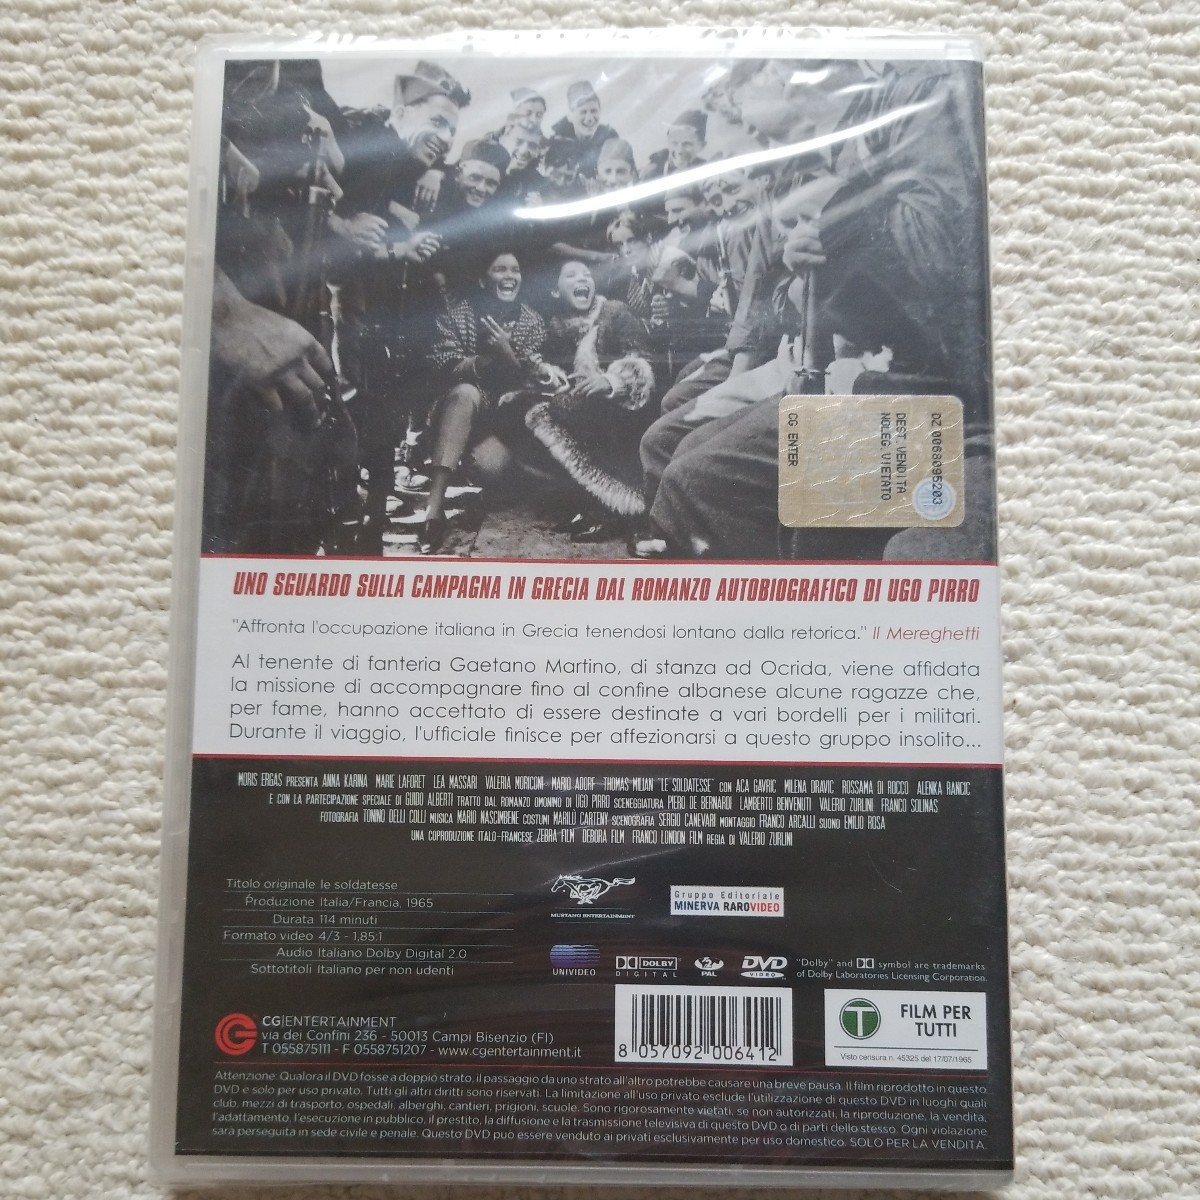 DZ 0068095203
DEST.VENDITA
NOLEG.VIETATO
CG ENTER
UNO SGUARDO SULLA CAMPAGNA IN GRECIA DAL ROMANZO AUTOBIOGRAFICO DI UGO PIRRO
"Affronta l'occupazione italiana in Grecia tenendosi lontano dalla retorica." Il Mereghetti
Al tenente di fanteria Gaetano Martino, di stanza ad Ocrida, viene affidata
la missione di accompagnare fino al confine albanese alcune ragazze che,
per fame, hanno accettato di essere destinate a vari bordelli per i militari.
Durante il viaggio, l'ufficiale finisce per affezionarsi a questo gruppo insolito...
MORIS ERGAS PRESENTA ANNA KARINA MARIE LAFORET LEA MASSARI VALERIA MORICONI MARIO ADORF THOMAS MILIAN "LE SOLDATESSE" CON ACA GAVRIC MILENA DRAVIC ROSSAMA DI ROCCO ALENKA RANCIC
E CON LA PARTECIPAZIONE SPECIALE DI GUIDO ALBERTI TRATTO DAL ROMANZO OMONIMO DI UGO PIRRO SCENEGGIATURA PIERO DE BERNARDI LAMBERTO BENVENUTI VALERIO ZURLINI FRANCO SOLINAS
FOTOGRAFIA TONINO DELLI COLLI MUSICA MARIO NASCIMBENE COSTUMI MARILÙ CARTENY SCENOGRAFIA SERGIO CANEVARI MONTAGGIO FRANCO ARCALLI SUONO EMILIO ROSA
UNA COPRODUZIONE ITALO-FRANCESE ZEBRA FILM DEBORA FILM FRANCO LONDON FILM REGIA DI VALERIO ZURLINI
Titolo originale le soldatesse
Produzione Italia/Francia, 1965
Durata 114 minuti
Formato video 4/3 - 1,85:1
Audio Italiano Dolby Digital 2.0
Sottotitoli Italiano per non udenti
MUSTANG ENTERTAINMENT
Gruppo Editoriale
MINERVA RAROVIDEO
UNIVIDEO
DOLBY
DIGITAL
2
PAL
DVD
VIDEO
"Dolby" and symbol are trademarks
of Dolby Laboratories Licensing Corporation.
CG|ENTERTAINMENT
via dei Confini 236 - 50013 Campi Bisenzio (FI)
T 055875111 - F 0558751207 - www.cgentertainment.it
8 057092 006412
T
FILM PER
TUTTI
Visto censura n. 45325 del 17/07/1965
Attenzione: Qualora il DVD fosse a doppio strato, il passaggio da uno strato all'altro potrebbe causare una breve pausa. Il film riprodotto in questo
DVD e solo per uso privato. Tutti gli altri diritti sono riservati. La limitazione all'uso privato esclude l'utilizzazione di questo DVD in luoghi quali
club, mezzi di trasporto, ospedali, alberghi, cantieri, prigioni, scuole. Sono rigorosamente vietati, se non autorizzati, la riproduzione, la vendita,
l'adattamento, l'esecuzione in pubblico, il prestito, la diffusione e la trasmissione televisiva di questo DVD o di parti dello stesso. Ogni violazione
sarà perseguita in sede civile e penale. Questo DVD può essere venduto ai privati esclusivamente per uso domestico. SOLO PER LA VENDITA.